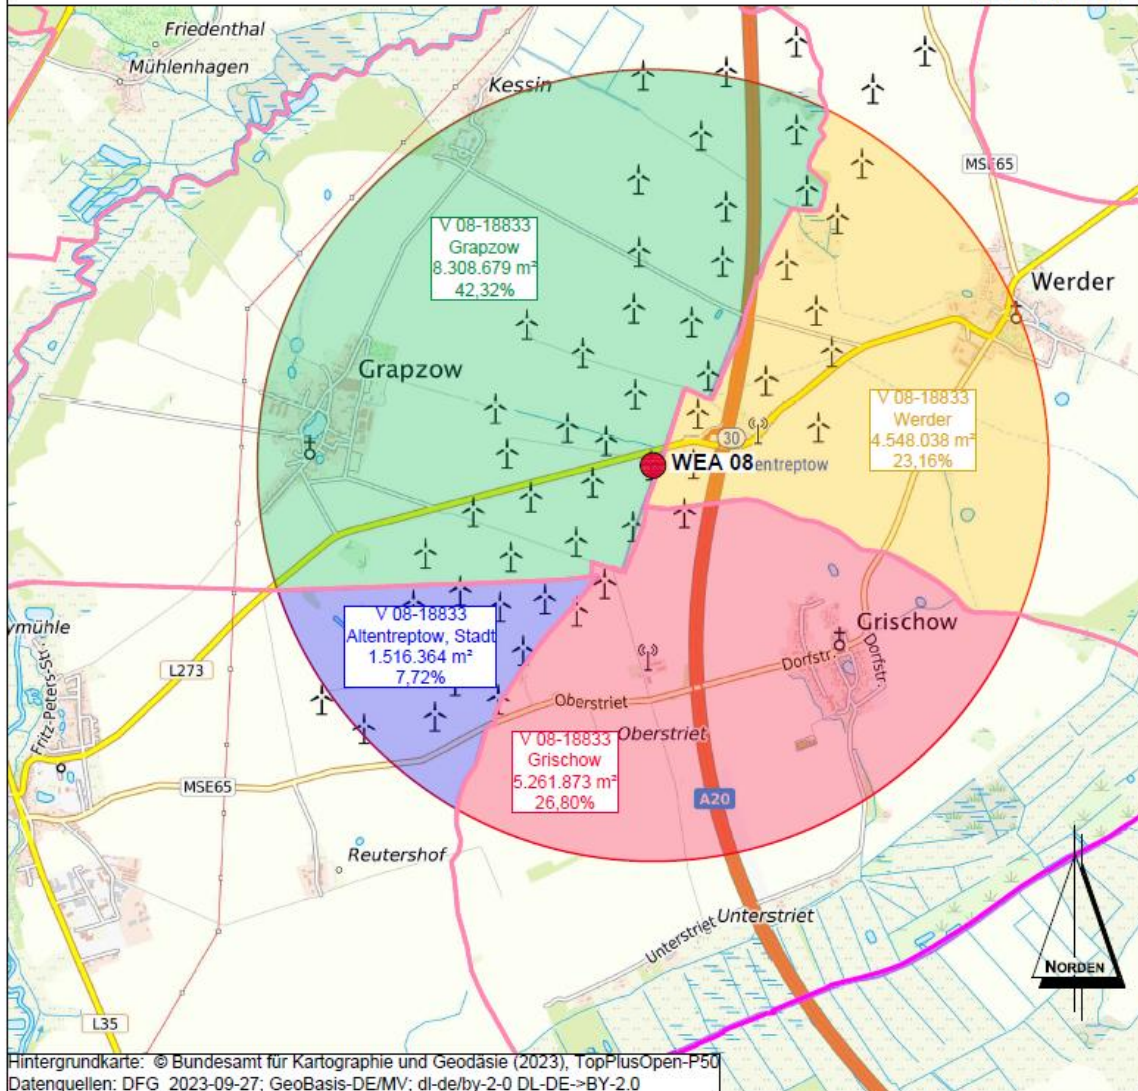 Friedenthal
Mühlenhagen
Kessin
MSE65
V 08-18833
Grapzow
8.308.679 m²
42,32%
Werder
Grapzow
V 08-18833
Werder
4.548.038 m²
23,16%
30
WEA 08
entreptow
V 08-18833
Altentreptow, Stadt
1.516.364 m²
7,72%
Grischow
ymühle
Fritz-Peters-Str.
L273
Dorfstr.
Dorfstr.
Oberstriet
Oberstriet
V 08-18833
Grischow
5.261.873 m²
26,80%
MSE65
A20
Reutershof
Unterstriet
Unterstriet
NORDEN
L35
Hintergrundkarte: © Bundesamt für Kartographie und Geodäsie (2023), TopPlusOpen-P50
Datenquellen: DFG_2023-09-27; GeoBasis-DE/MV; dl-de/by-2-0 DL-DE->BY-2.0